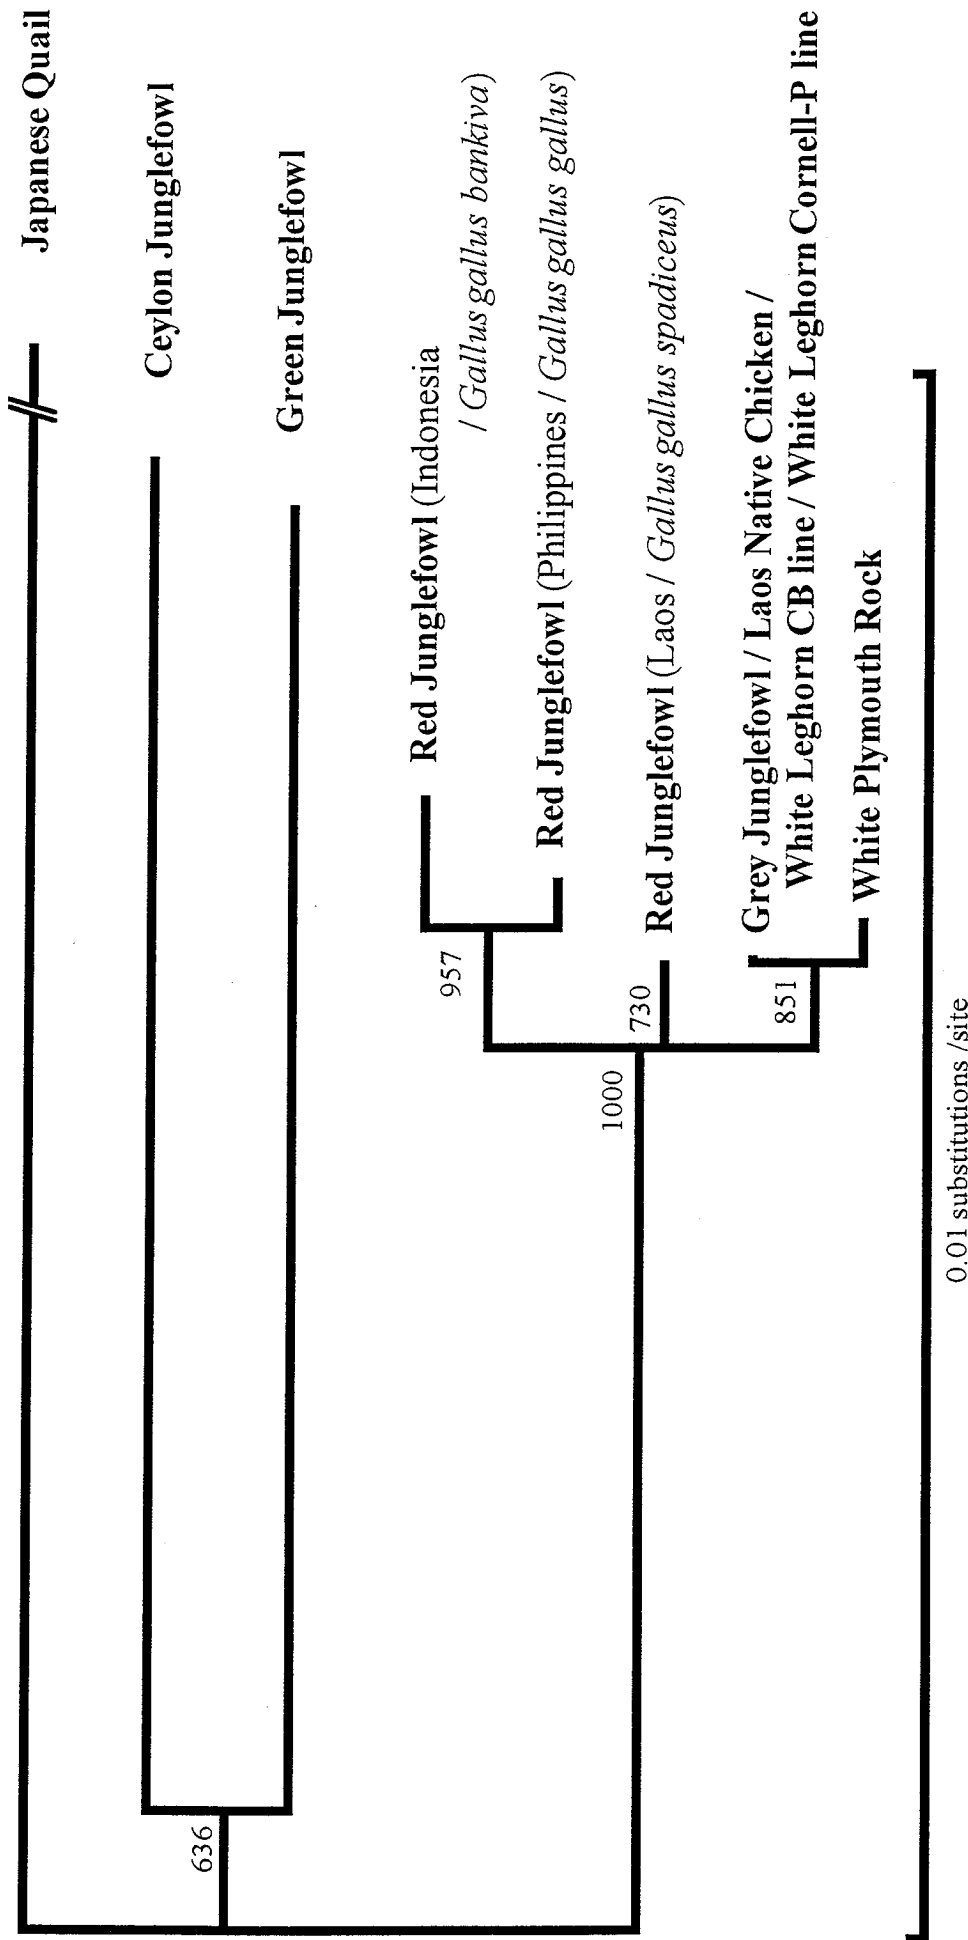 Japanese Quail
Ceylon Junglefowl
Green Junglefowl
Red Junglefowl (Indonesia
/ Gallus gallus bankiva)
Red Junglefowl (Philippines / Gallus gallus gallus)
Red Junglefowl (Laos / Gallus gallus spadiceus)
Grey Junglefowl / Laos Native Chicken /
White Leghorn CB line / White Leghorn Cornell-P line
White Plymouth Rock
636
957
1000
730
851
0.01 substitutions /site